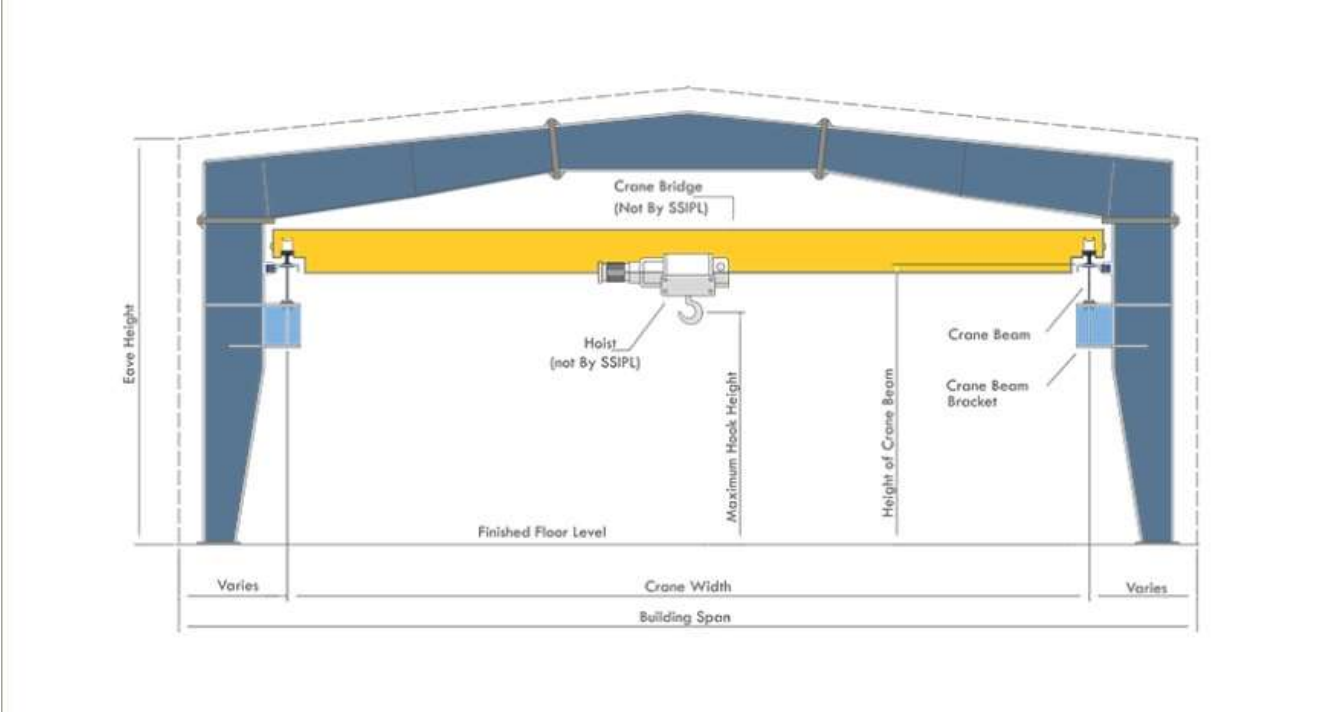 Crane Bridge
(Not By SSIPL)
Eave Height
Hoist
(not By SSIPL)
Maximum Hook Height
Height of Crane Beam
Crane Beam
Crane Beam
Bracket
Finished Floor Level
Varies
Crane Width
Varies
Building Span